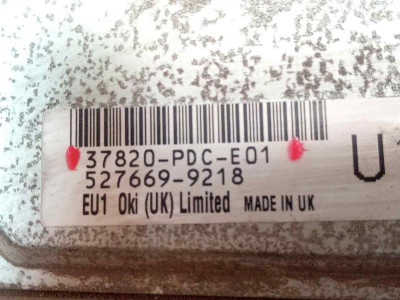 37820-PDC-E01
527669-9218
EU1 Oki (UK) Limited MADE IN UK
U